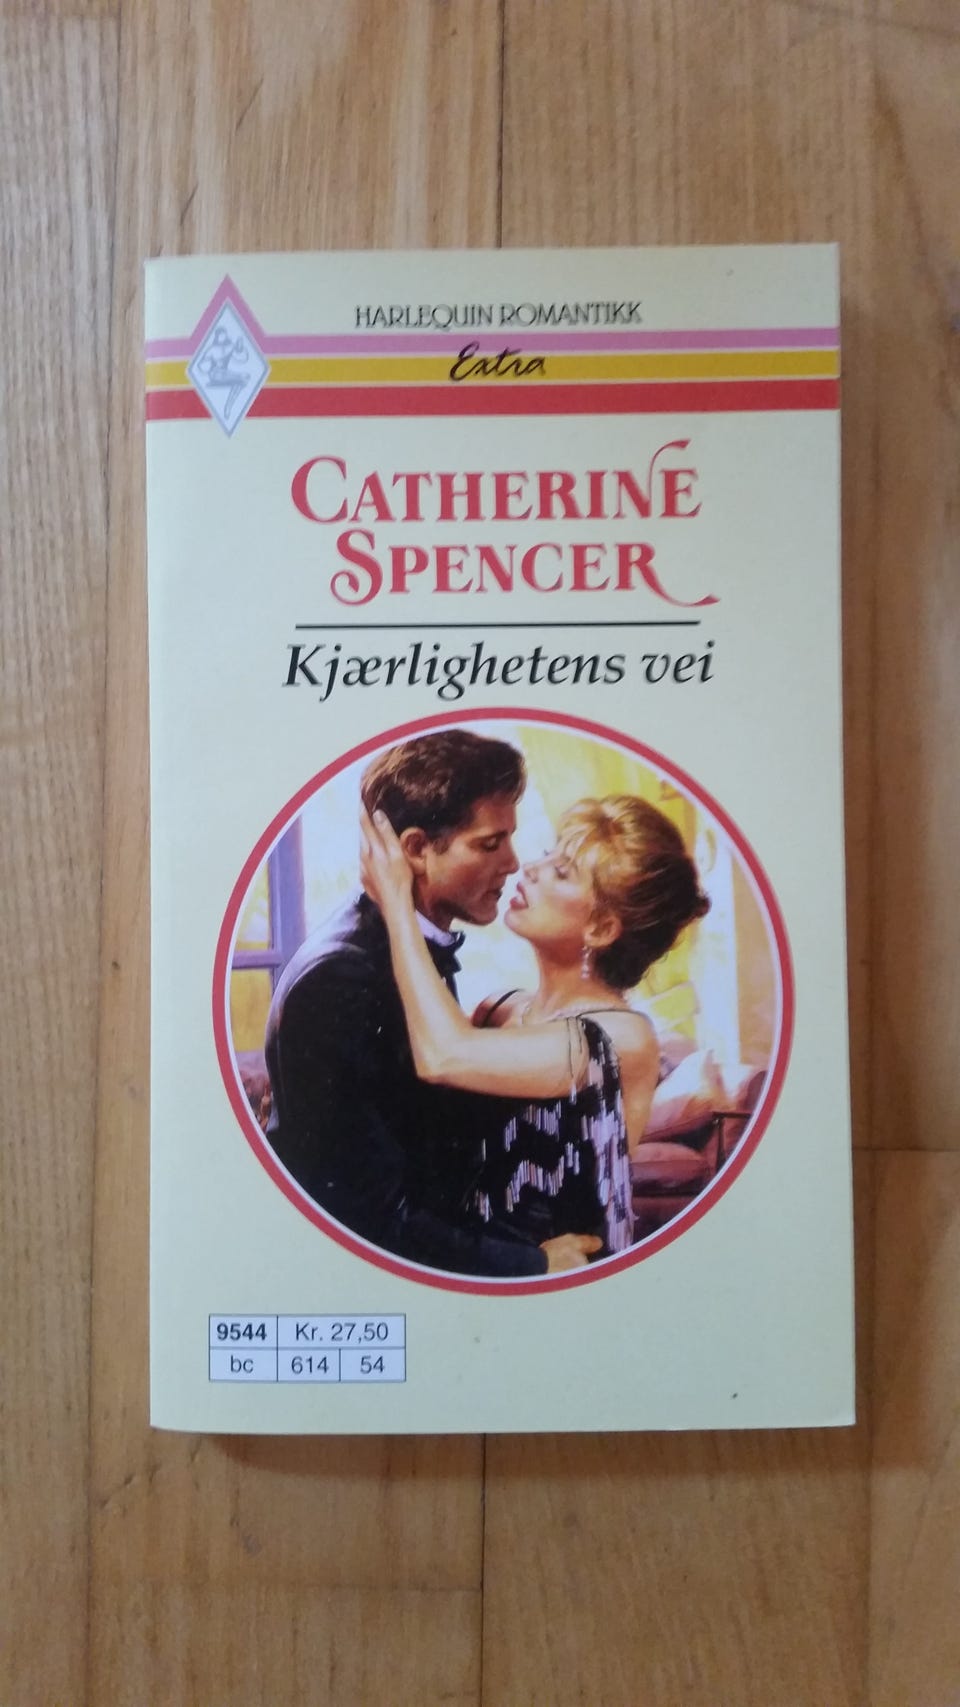 HARLEQUIN ROMANTIKK
Extra
CATHERINE
SPENCER
Kjærlighetens vei
9544 Kr. 27,50
bc 614 54